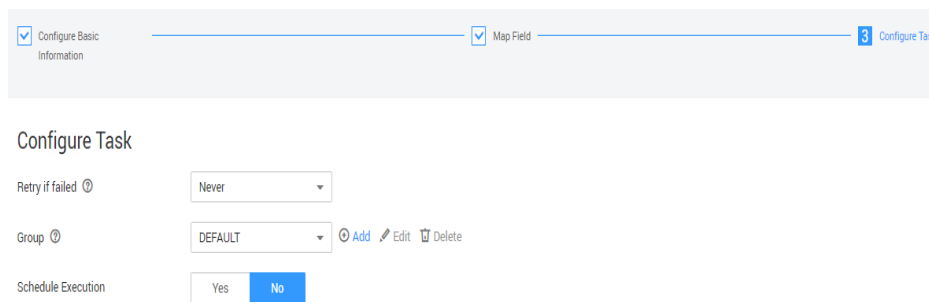 Configure Basic
Information
Map Field
3 Configure Tas
Configure Task
Retry if failed
Never
Group
DEFAULT
Add Edit Delete
Schedule Execution
Yes No